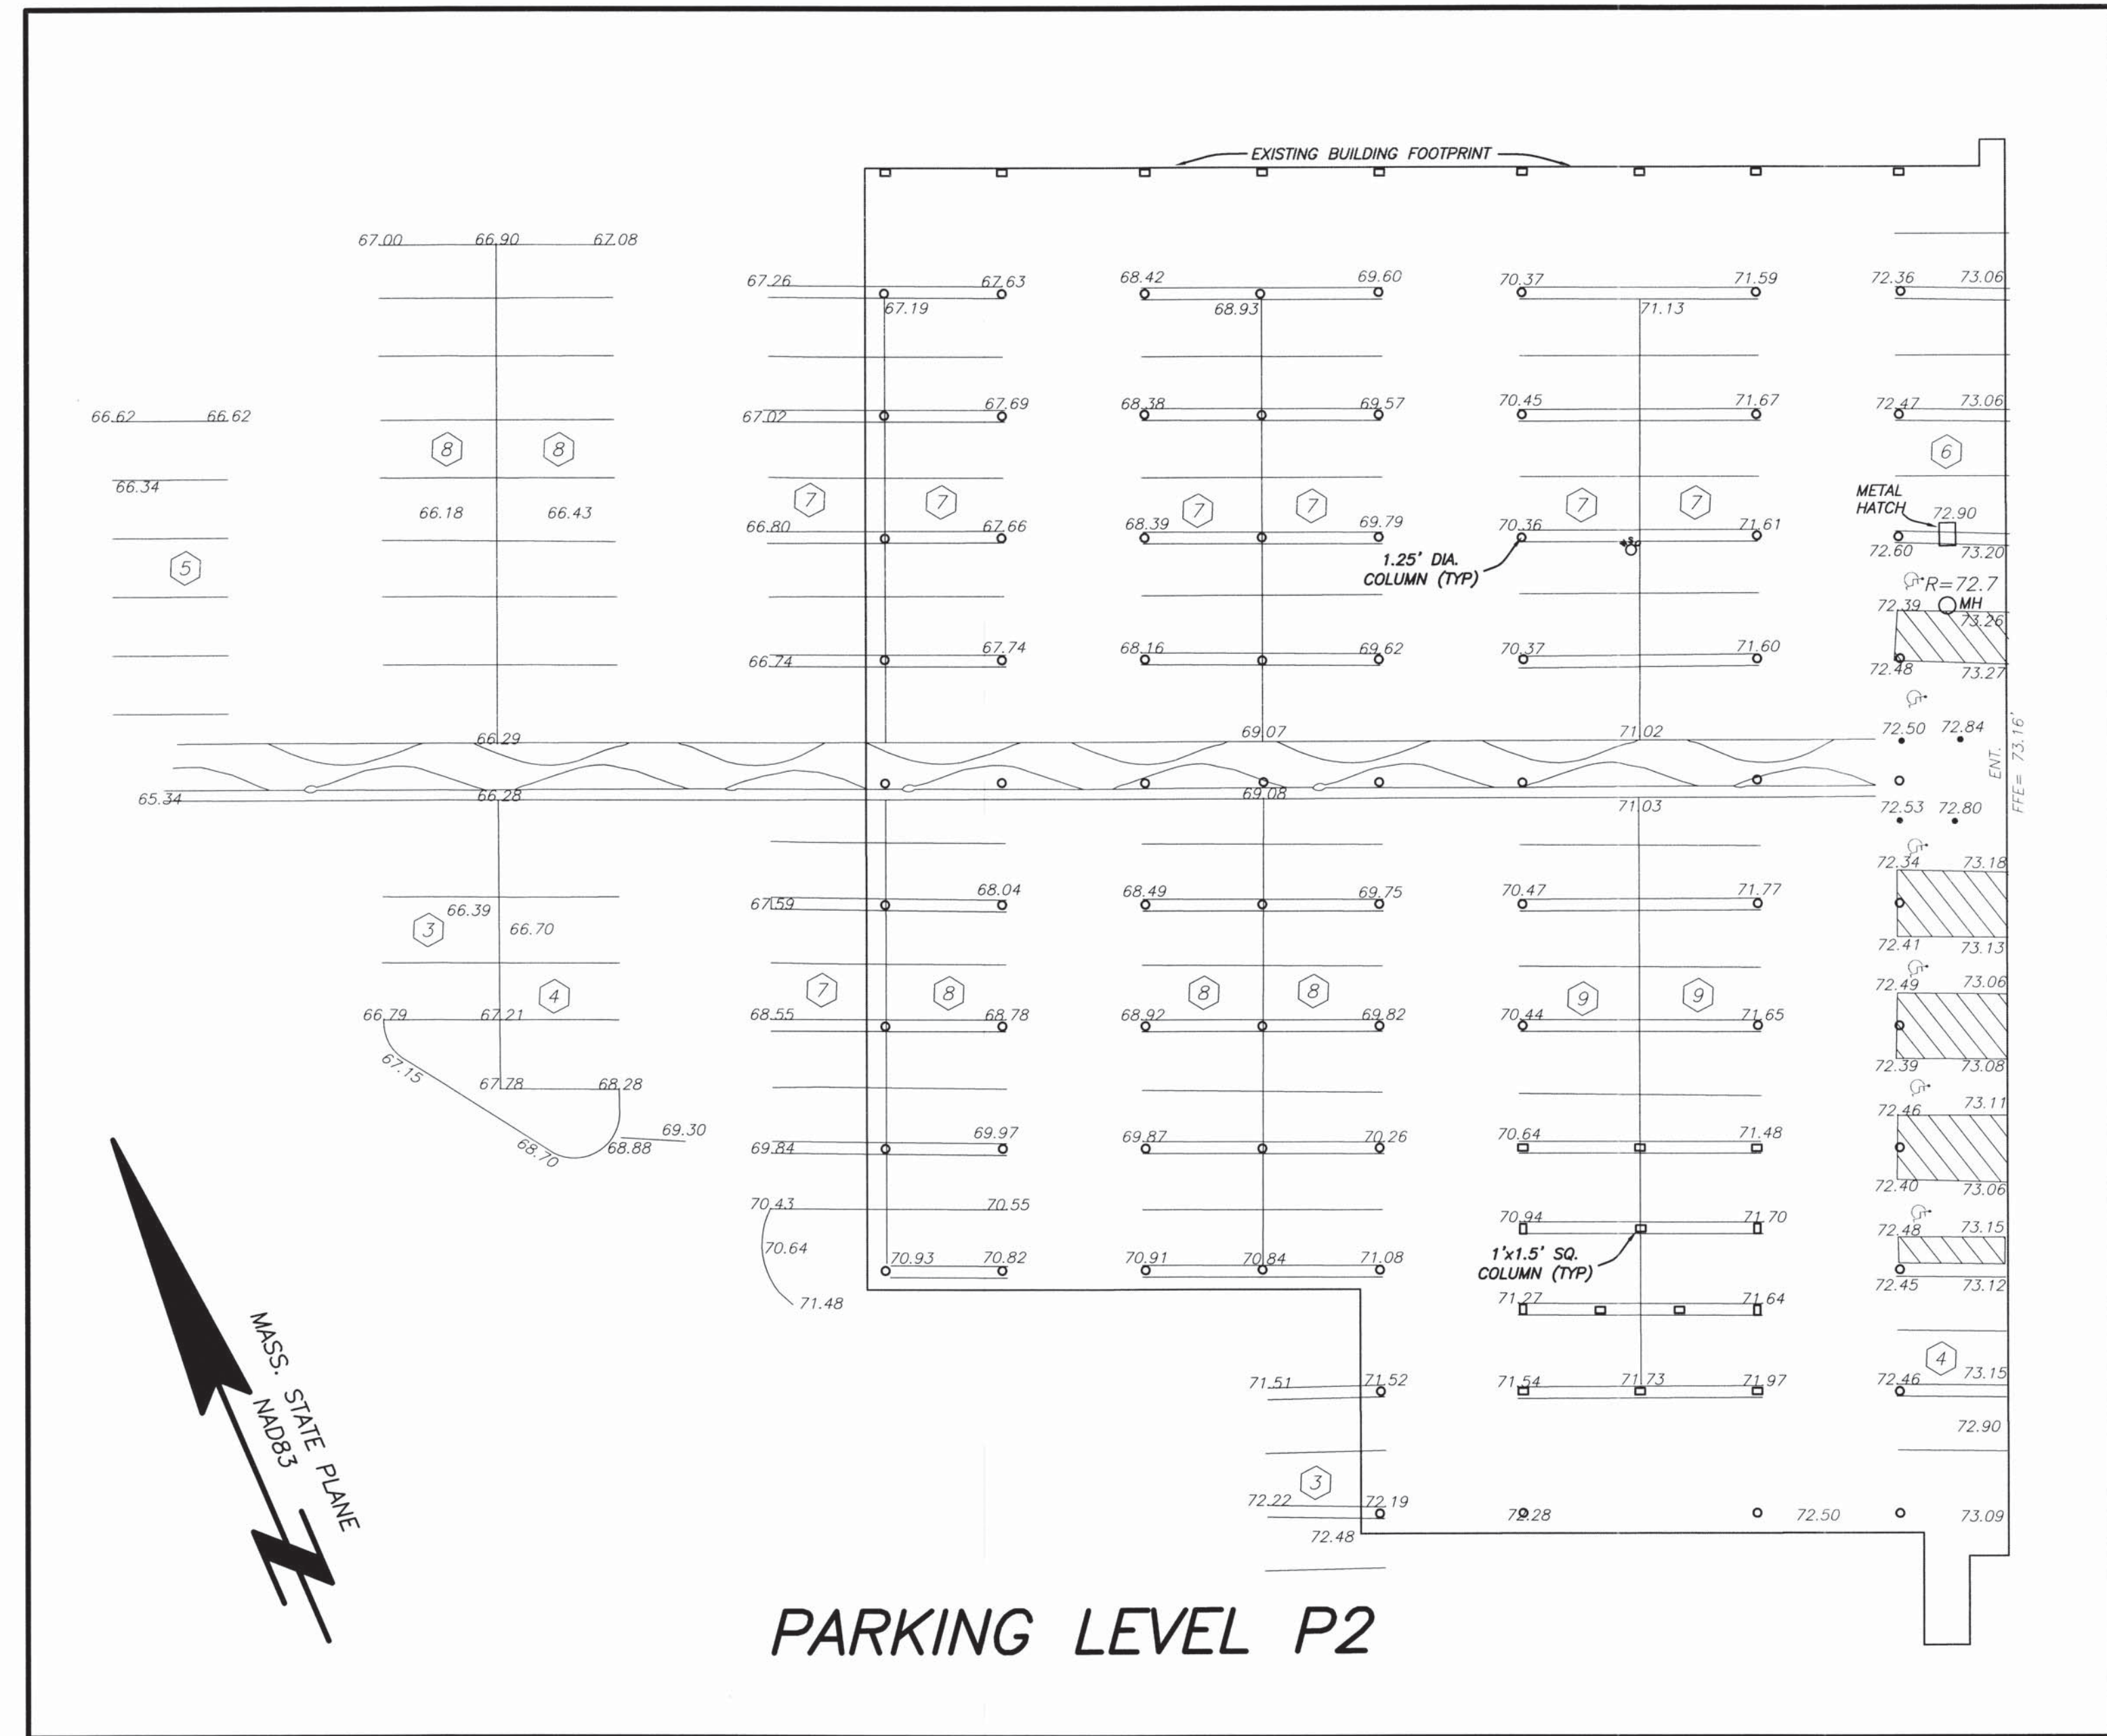 EXISTING BUILDING FOOTPRINT
67.00 66.90 67.08
67.26 67.63 68.42 69.60 70.37 71.59 72.36 73.06
67.19 68.93 71.13
66.62 66.62 67.02 67.69 68.38 69.57 70.45 71.67 72.47 73.06
8 8 6
66.34 7 7 7 7 7 7
METAL
HATCH
66.18 66.43 72.90
66.80 67.66 68.39 69.79 70.36 71.61
72.60 73.20
5
1.25' DIA.
COLUMN (TYP)
R=72.7
72.39 MH
73.26
66.74 67.74 68.16 69.62 70.37 71.60
72.48 73.27
66.29 69.07 71.02 72.50 72.84
ENT.
FFE= 73.16'
65.34 66.28 69.08 71.03 72.53 72.80
72.34 73.18
67.59 68.04 68.49 69.75 70.47 71.77
3 66.39 66.70
72.41 73.13
4 7 8 8 8 9 9
72.49 73.06
66.79 67.21 68.55 68.78 68.92 69.82 70.44 71.65
67.15 72.39 73.08
67.78 68.28
72.46 73.11
69.30 69.84 69.97 69.87 70.26 70.64 71.48
68.70 68.88
72.40 73.06
70.43 70.55 70.94 71.70
72.48 73.15
70.64
1'x1.5' SQ.
COLUMN (TYP)
70.93 70.82 70.91 70.84 71.08
72.45 73.12
71.48 71.27 71.64
4
71.51 71.52 71.54 71.73 71.97 72.46 73.15
72.90
3
72.22 72.19 72.28 72.50 73.09
72.48
MASS. STATE PLANE
NAD83
N
PARKING LEVEL P2